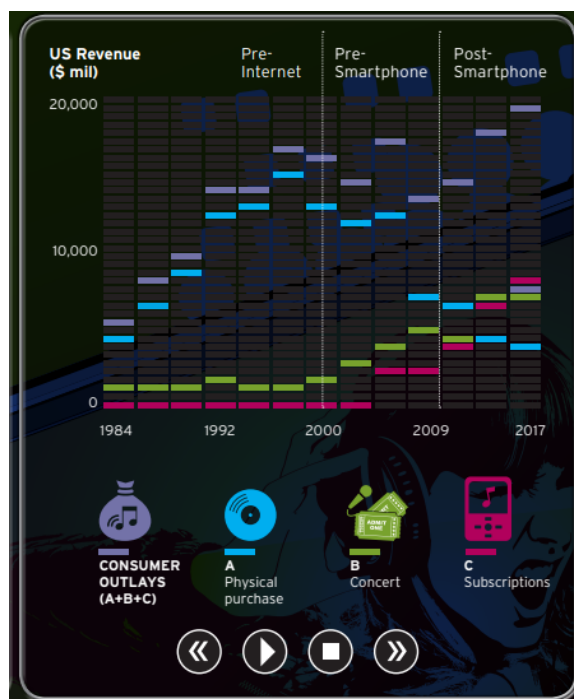 US Revenue
($ mil)
Pre-
Internet
Pre-
Smartphone
Post-
Smartphone
20,000
10,000
0
1984 1992 2000 2009 2017
CONSUMER
OUTLAYS
(A+B+C)
A
Physical
purchase
ADMIT
ONE
B
Concert
C
Subscriptions